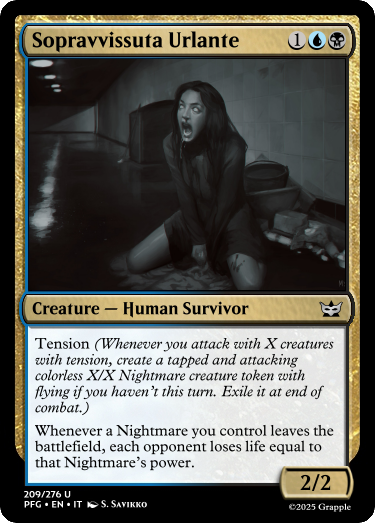 Sopravvissuta Urlante
1
Creature — Human Survivor
Tension (Whenever you attack with X creatures
with tension, create a tapped and attacking
colorless X/X Nightmare creature token with
flying if you haven't this turn. Exile it at end of
combat.)
Whenever a Nightmare you control leaves the
battlefield, each opponent loses life equal to
that Nightmare's power.
2/2
209/276 U
PFG • EN • IT S. Savikko
©2025 Grapple